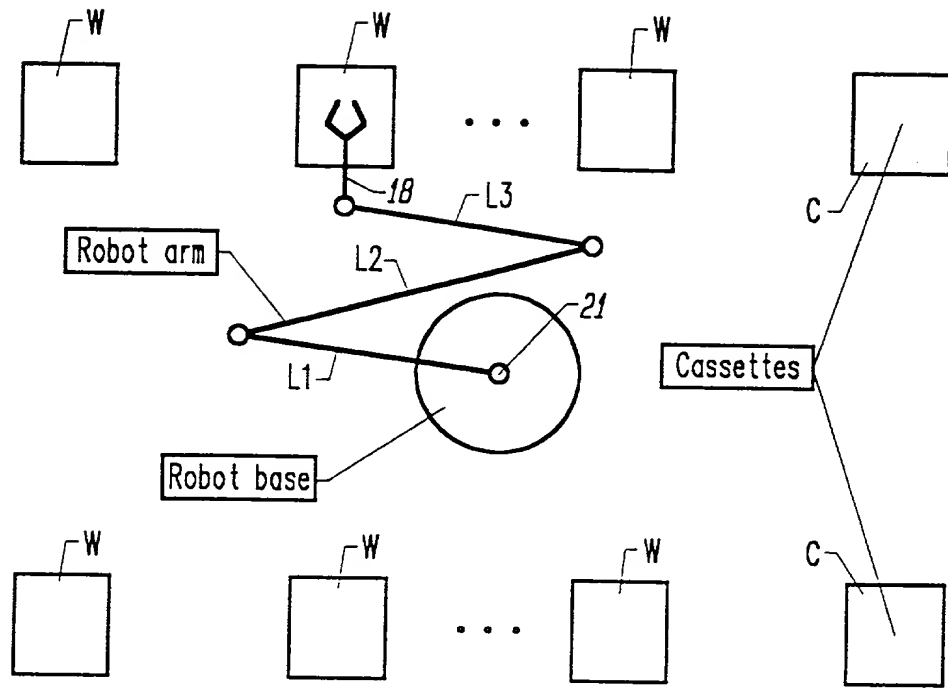 W
W
W
18
L3
C
Robot arm
L2
21
L1
Cassettes
Robot base
W
W
W
C